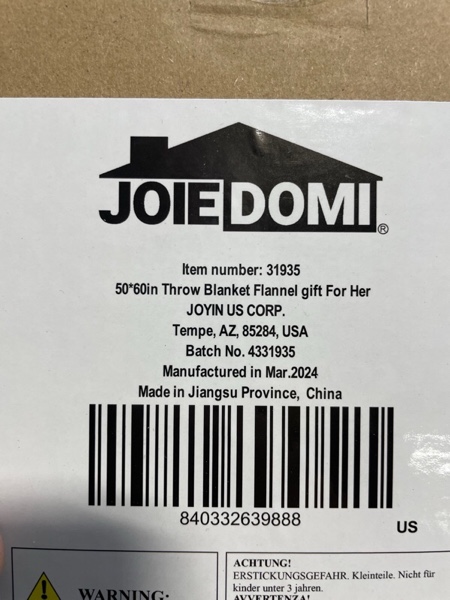 JOIEDOMI®
Item number: 31935
50*60in Throw Blanket Flannel gift For Her
JOYIN US CORP.
Tempe, AZ, 85284, USA
Batch No. 4331935
Manufactured in Mar.2024
Made in Jiangsu Province, China
840332639888
US
WARNING:
ACHTUNG!
ERSTICKUNGSGEFAHR. Kleinteile. Nicht für
kinder unter 3 jahren.
AVVERTENZA!